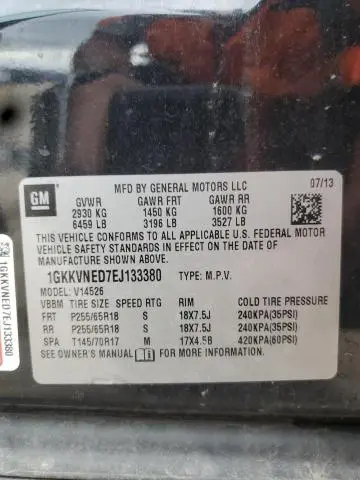 GM
MFD BY GENERAL MOTORS LLC
07/13
GVWR GAWR FRT GAWR RR
2930 KG 1450 KG 1600 KG
6459 LB 3196 LB 3527 LB
THIS VEHICLE CONFORMS TO ALL APPLICABLE U.S. FEDERAL MOTOR
VEHICLE SAFETY STANDARDS IN EFFECT ON THE DATE OF
MANUFACTURE SHOWN ABOVE.
1GKKVNED7EJ133380 TYPE: M.P.V.
MODEL: V14526
VBBM TIRE SIZE SPEED RTG RIM COLD TIRE PRESSURE
FRT P255/65R18 S 18X7.5J 240KPA(35PSI)
RR P255/65R18 S 18X7.5J 240KPA(35PSI)
SPA T145/70R17 M 17X4.5B 420KPA(60PSI)
SEE OWNER'S MANUAL FOR MORE INFORMATION.
1GKKVNED7EJ133380